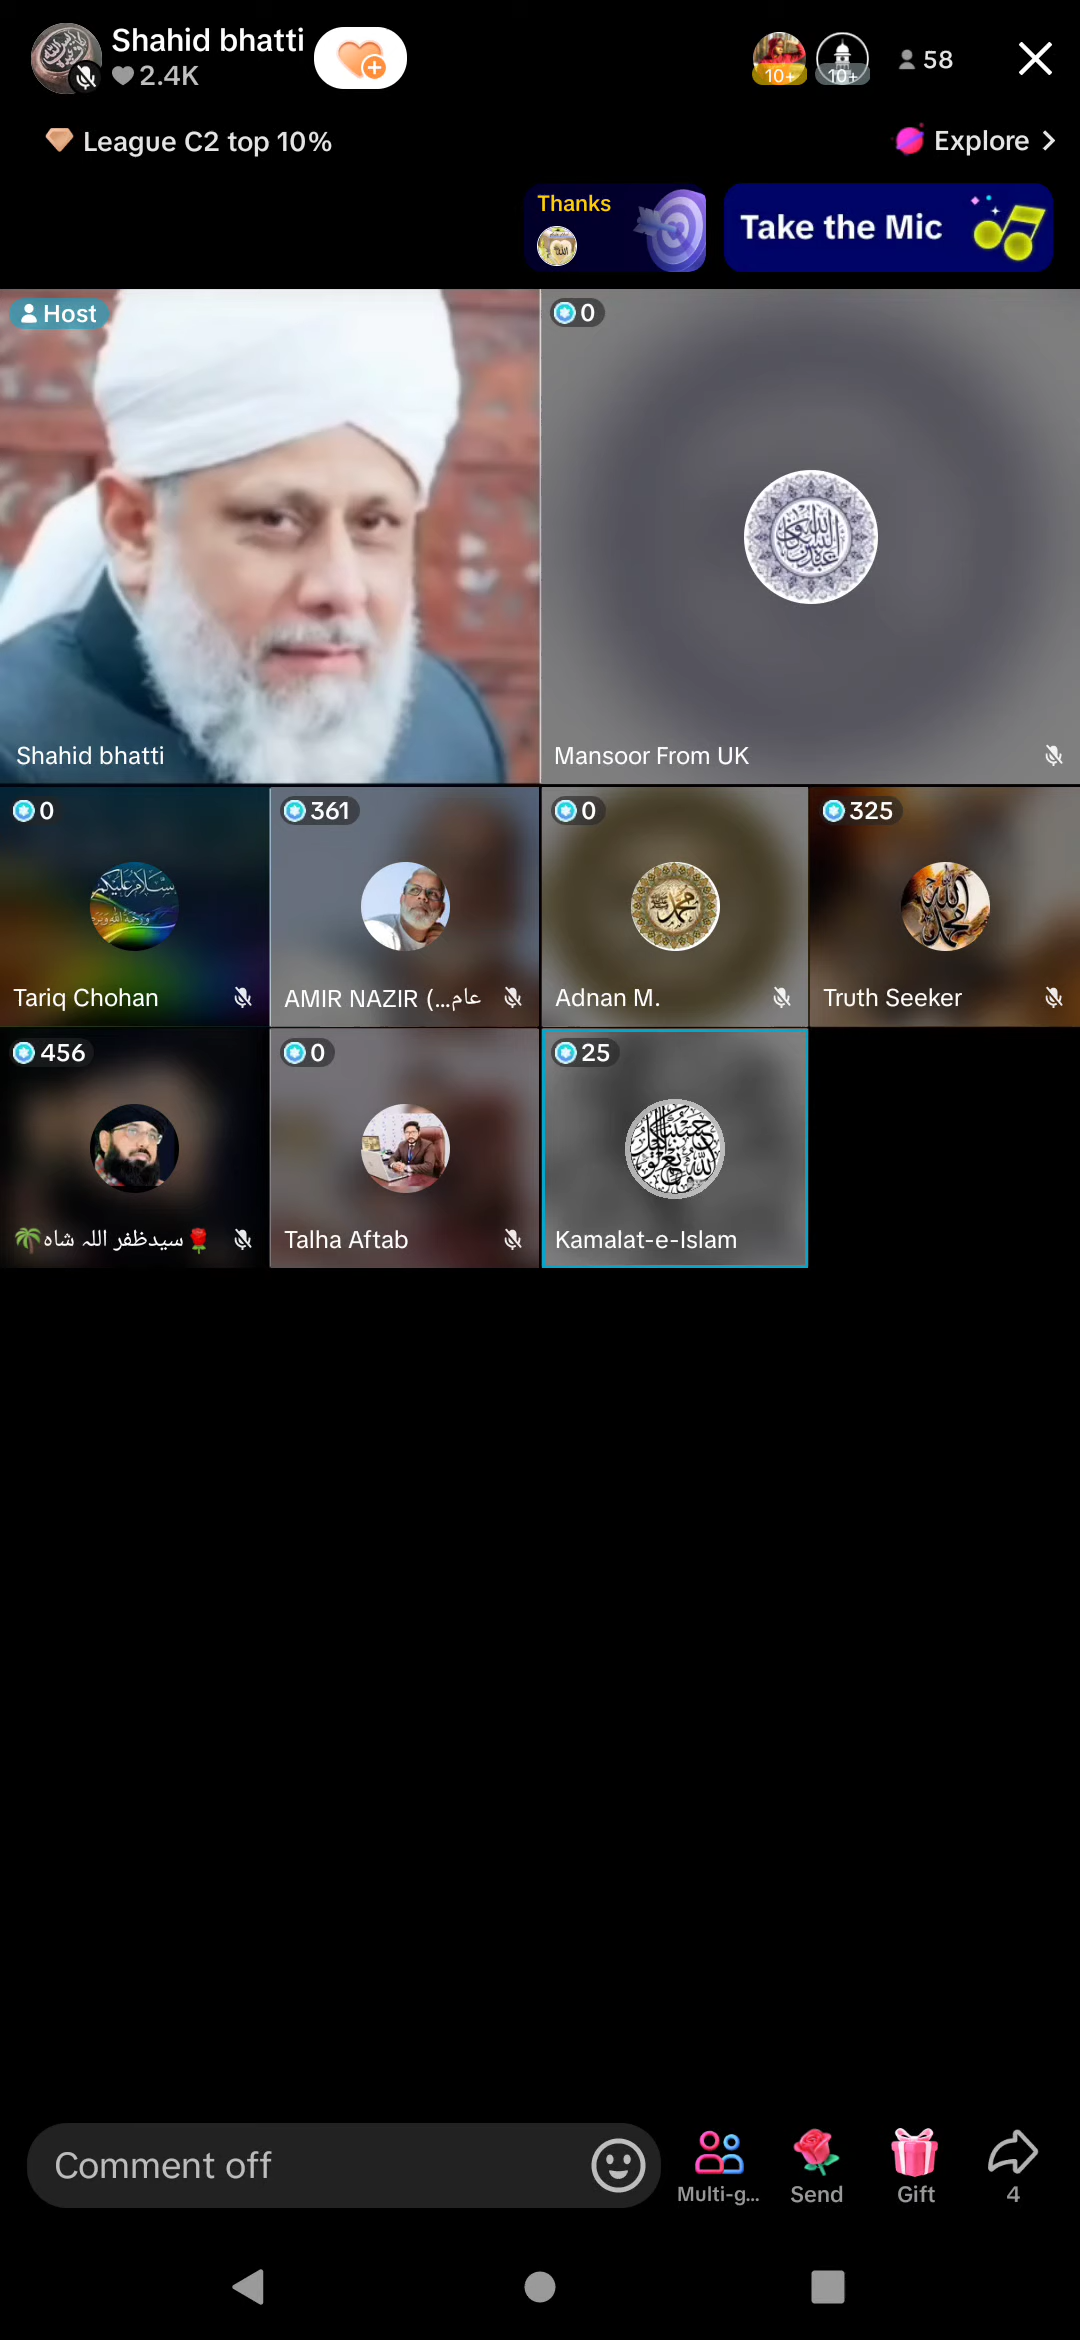 Shahid bhatti
2.4K
10+
10+
58
League C2 top 10%
Explore
Thanks
Take the Mic
Host
0
Shahid bhatti
Mansoor From UK
0
361
0
325
Tariq Chohan
AMIR NAZIR (...عام
Adnan M.
Truth Seeker
456
0
25
🌴سیدظفر اللہ شاہ🌹
Talha Aftab
Kamalat-e-Islam
Comment off
Multi-g...
Send
Gift
4